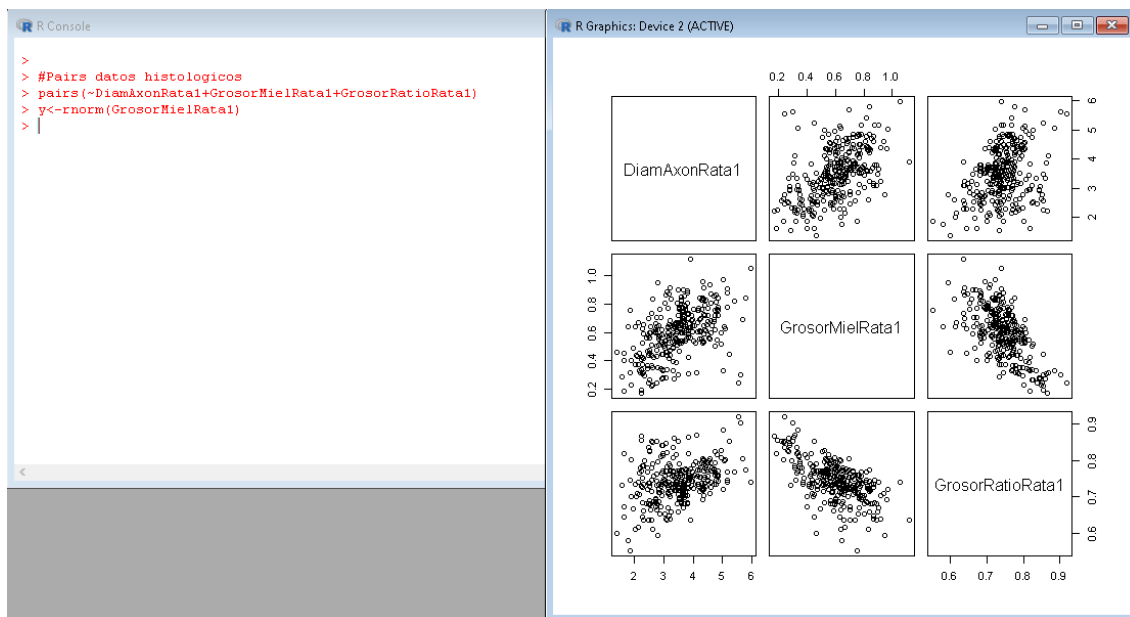 R Console
>
> #Pairs datos histologicos
> pairs(~DiamAxonRata1+GrosorMielRata1+GrosorRatioRata1)
> y<-rnorm(GrosorMielRata1)
>
R Graphics: Device 2 (ACTIVE)
0.2 0.4 0.6 0.8 1.0
DiamAxonRata1
2 3 4 5 6
0.2 0.4 0.6 0.8 1.0
GrosorMielRata1
GrosorRatioRata1
0.6 0.7 0.8 0.9
2 3 4 5 6
0.6 0.7 0.8 0.9